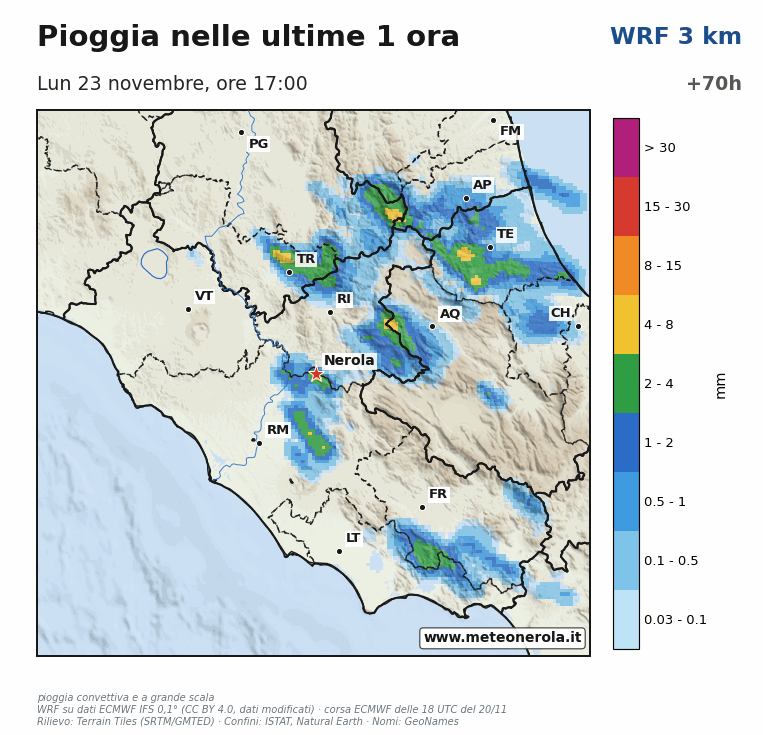 Pioggia nelle ultime 1 ora
WRF 3 km
Lun 23 novembre, ore 17:00
+70h
FM
PG
AP
TE
TR
VT
RI
AQ
CH
Nerola
RM
FR
LT
www.meteonerola.it
> 30
15 - 30
8 - 15
4 - 8
2 - 4
1 - 2
0.5 - 1
0.1 - 0.5
0.03 - 0.1
mm
pioggia convettiva e a grande scala
WRF su dati ECMWF IFS 0,1° (CC BY 4.0, dati modificati) · corsa ECMWF delle 18 UTC del 20/11
Rilievo: Terrain Tiles (SRTM/GMTED) · Confini: ISTAT, Natural Earth · Nomi: GeoNames